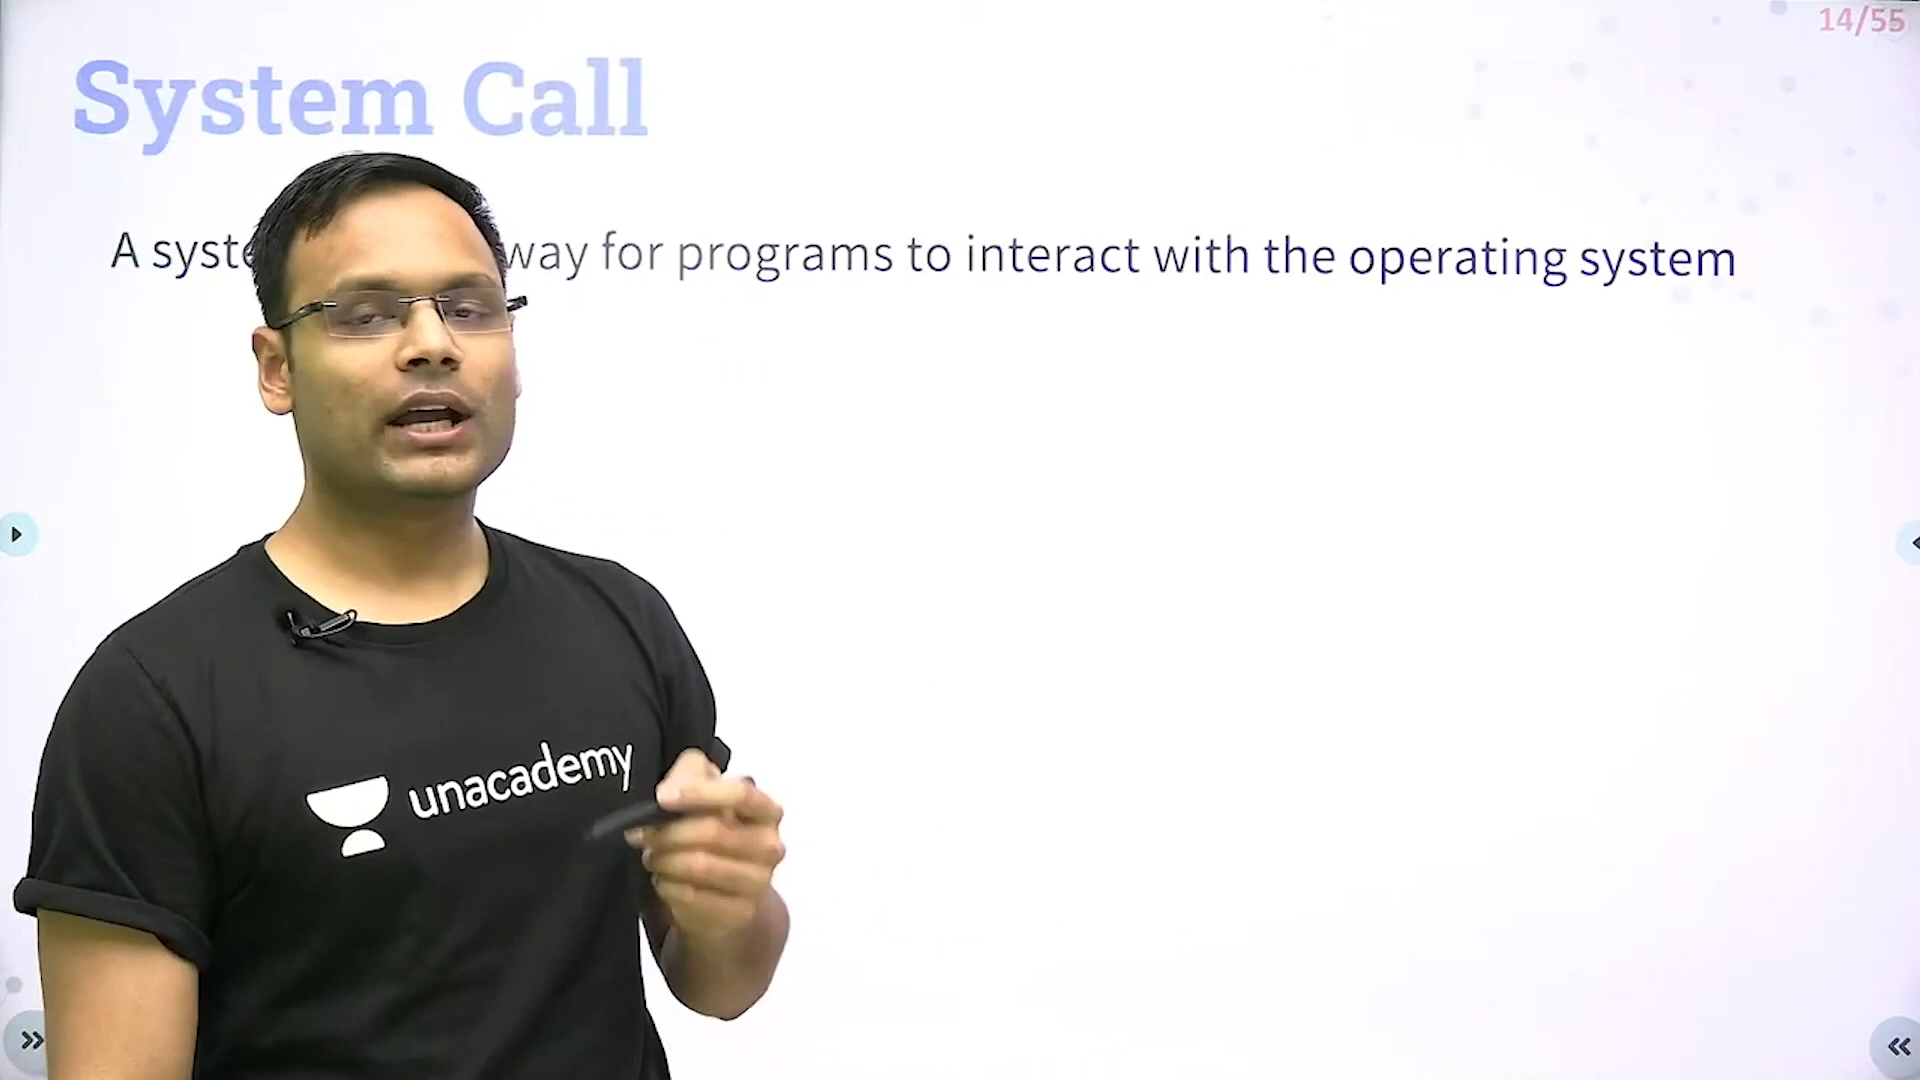 14/55
System Call
A syste way for programs to interact with the operating system
unacademy